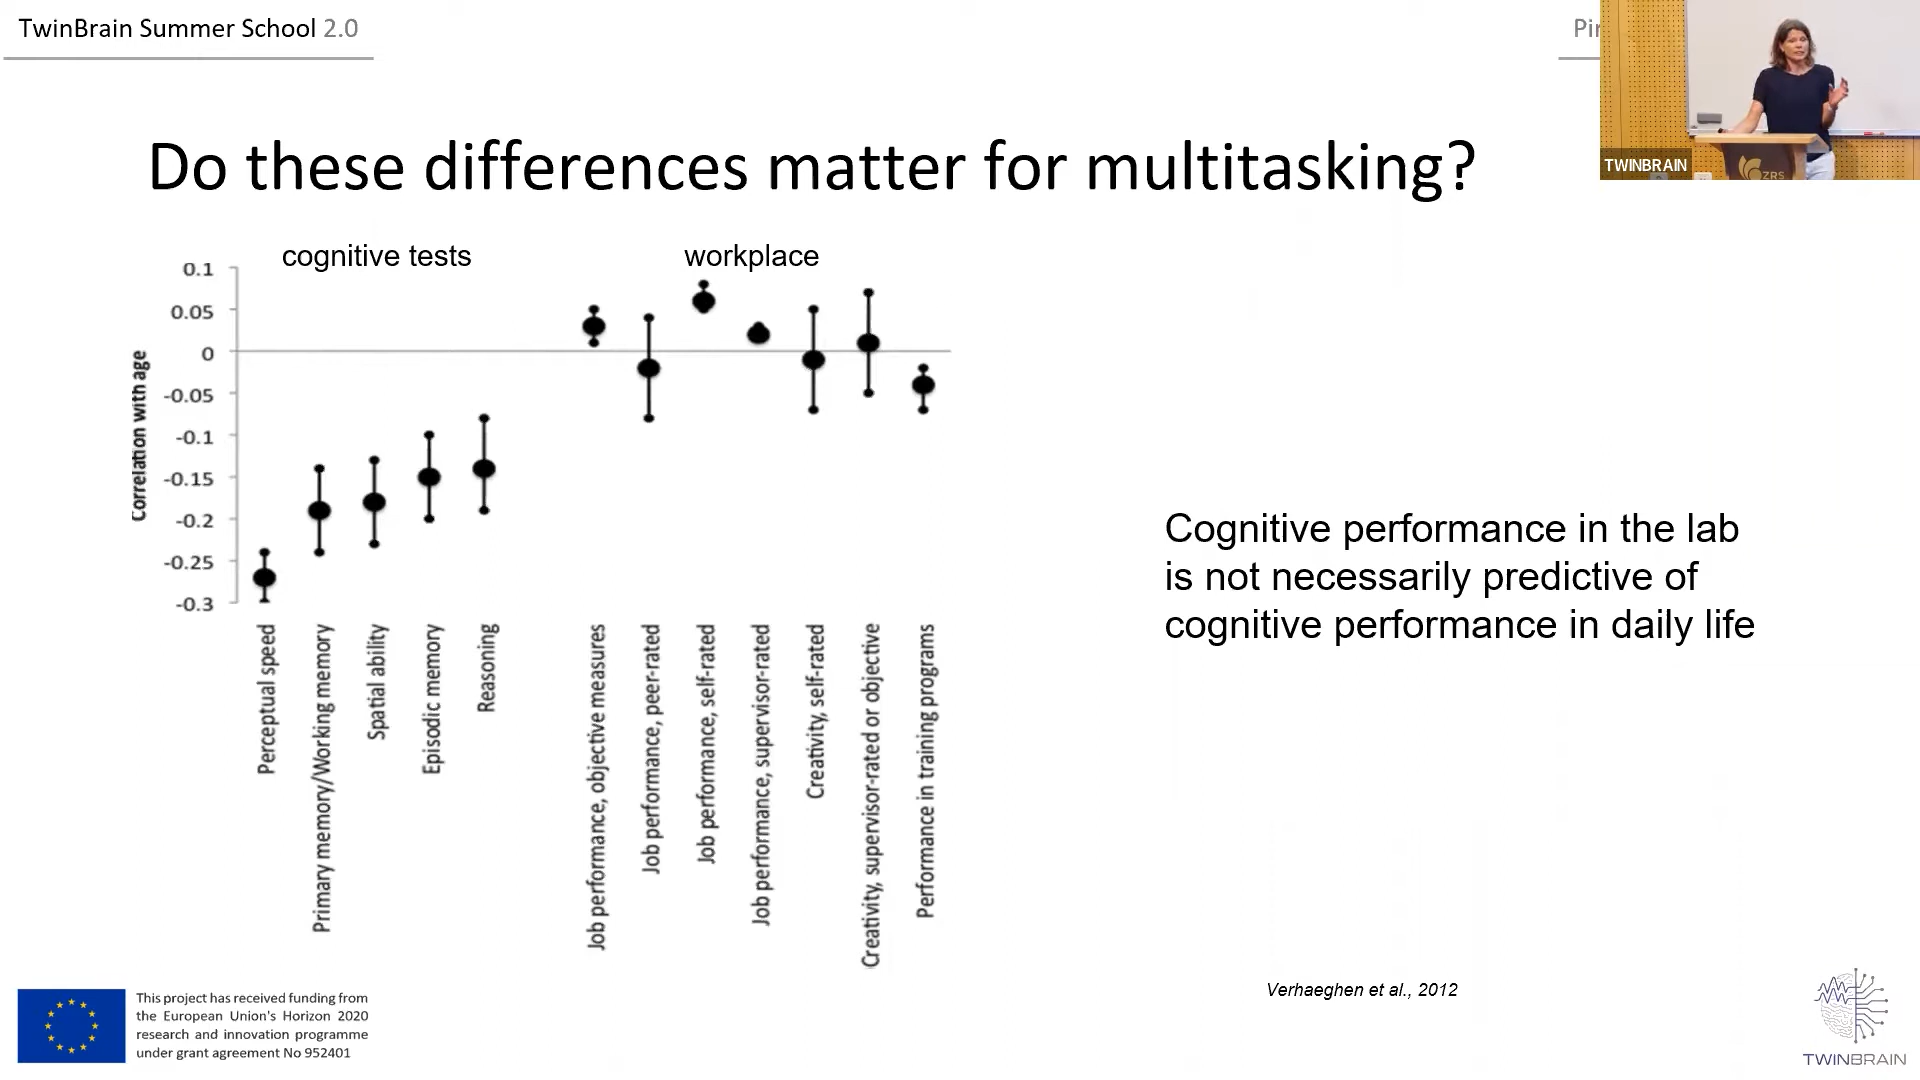 TwinBrain Summer School 2.0
TWINBRAIN
ZRS
Do these differences matter for multitasking?
cognitive tests
workplace
0.1
0.05
0
-0.05
-0.1
-0.15
-0.2
-0.25
-0.3
Correlation with age
Perceptual speed
Primary memory/Working memory
Spatial ability
Episodic memory
Reasoning
Job performance, objective measures
Job performance, peer-rated
Job performance, self-rated
Job performance, supervisor-rated
Creativity, self-rated
Creativity, supervisor-rated or objective
Performance in training programs
Cognitive performance in the lab
is not necessarily predictive of
cognitive performance in daily life
Verhaeghen et al., 2012
This project has received funding from
the European Union's Horizon 2020
research and innovation programme
under grant agreement No 952401
TWINBRAIN